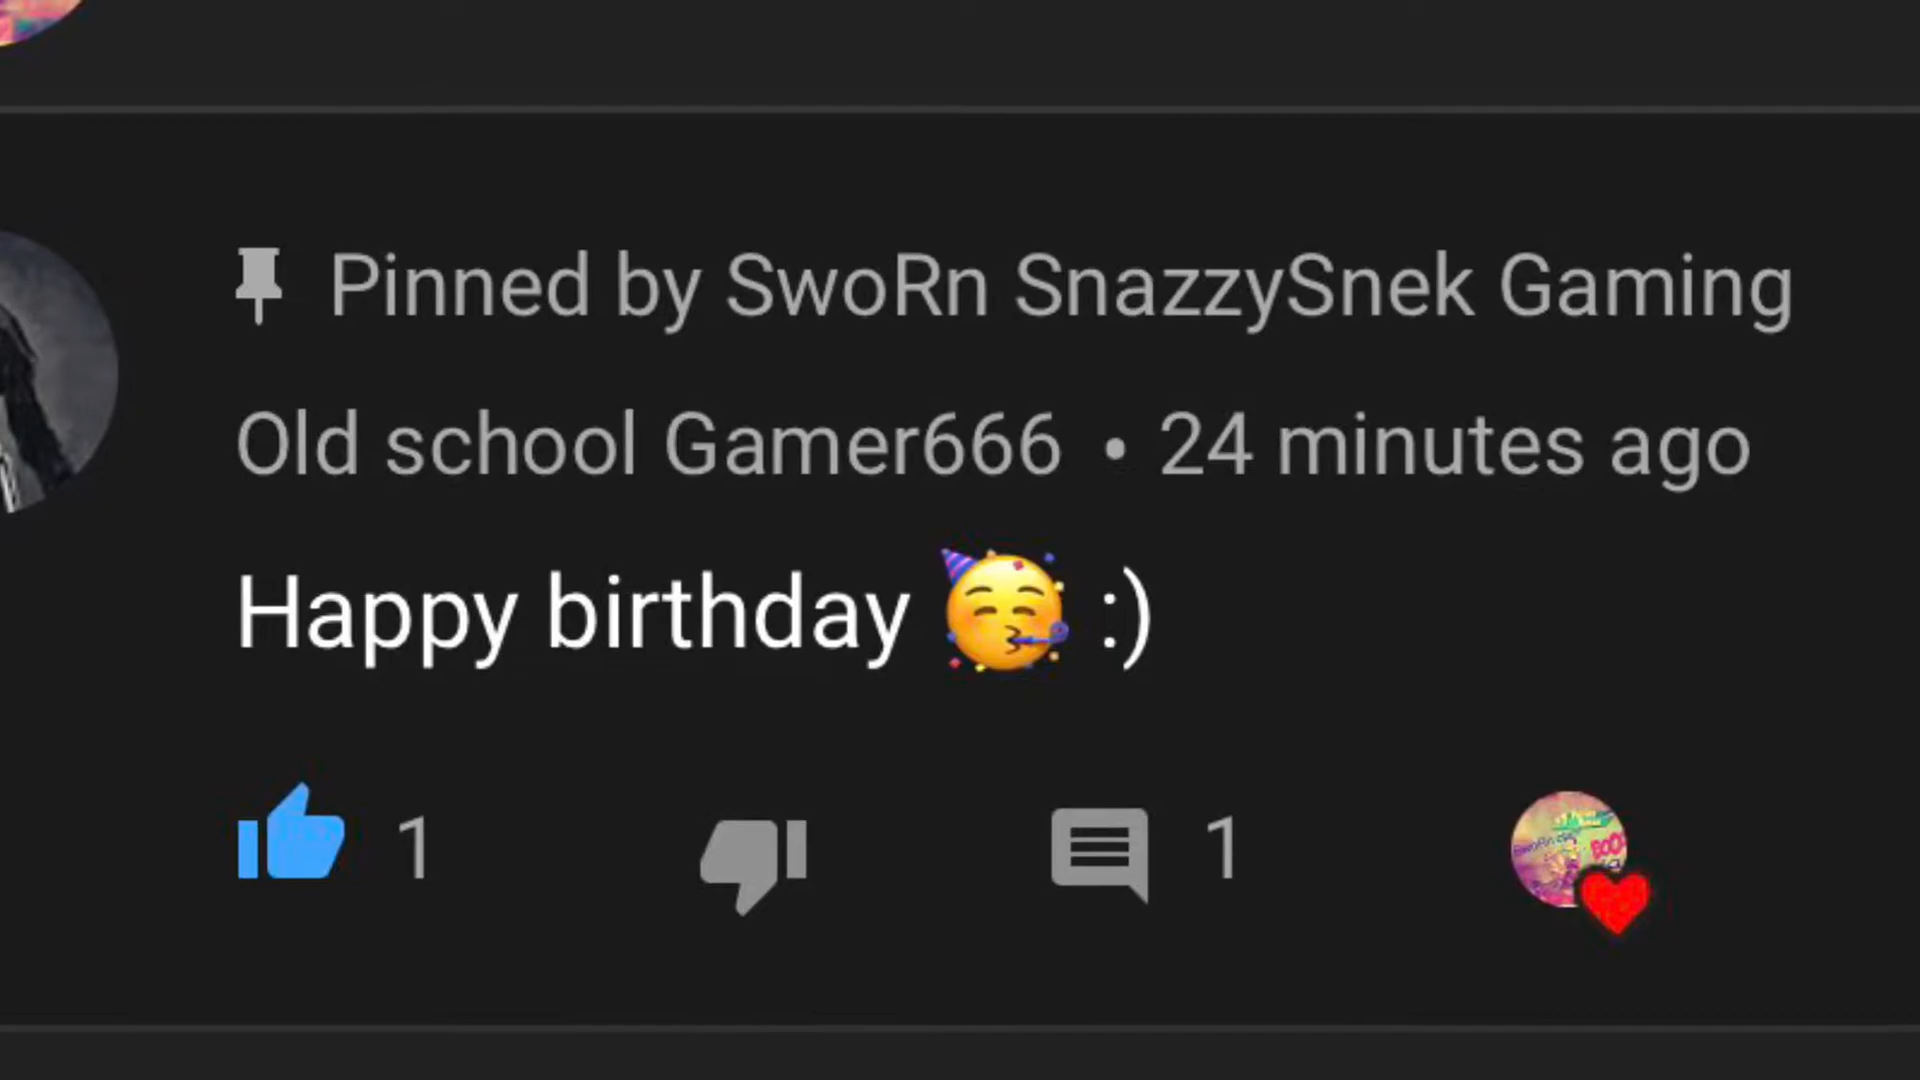 Pinned by SwoRn SnazzySnek Gaming
Old school Gamer666 • 24 minutes ago
Happy birthday 🥳 :)
1 1